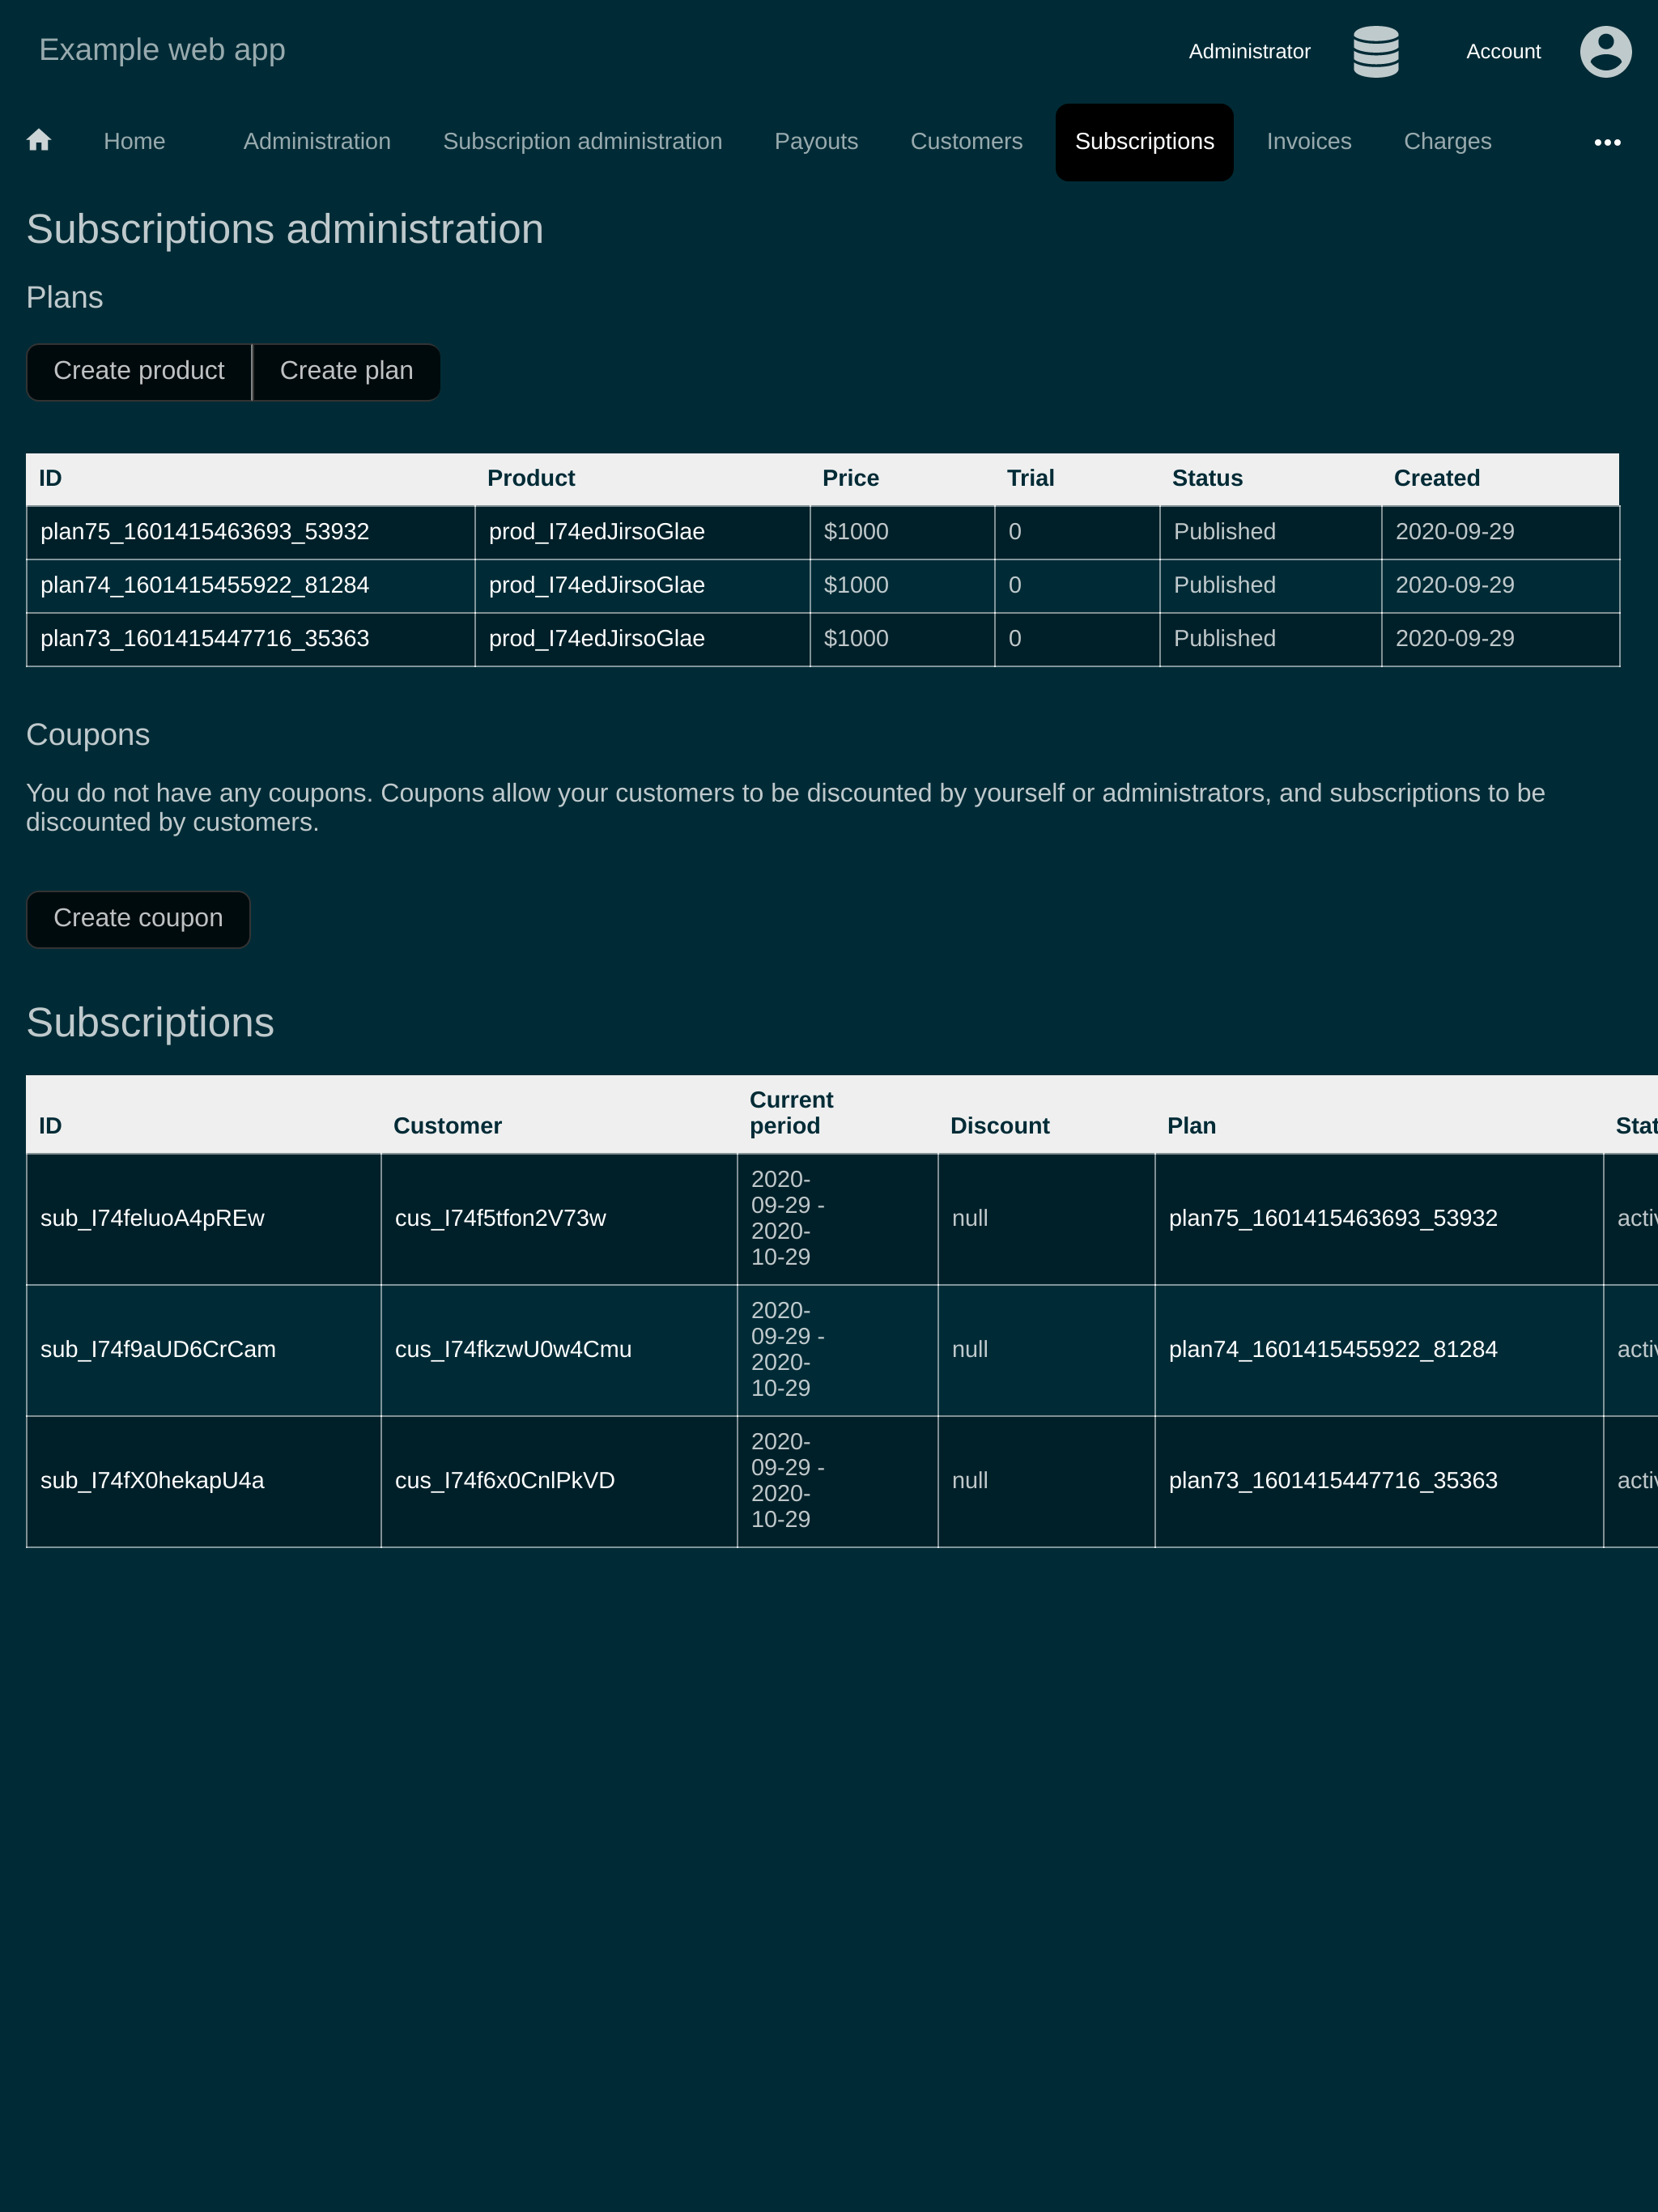 Example web app
Administrator
Account
Home Administration Subscription administration Payouts Customers Subscriptions Invoices Charges
Subscriptions administration
Plans
Create product Create plan
ID Product Price Trial Status Created
plan75_1601415463693_53932 prod_I74edJirsoGlae $1000 0 Published 2020-09-29
plan74_1601415455922_81284 prod_I74edJirsoGlae $1000 0 Published 2020-09-29
plan73_1601415447716_35363 prod_I74edJirsoGlae $1000 0 Published 2020-09-29
Coupons
You do not have any coupons. Coupons allow your customers to be discounted by yourself or administrators, and subscriptions to be
discounted by customers.
Create coupon
Subscriptions
ID Customer Current
period Discount Plan Stat
sub_I74feluoA4pREw cus_I74f5tfon2V73w 2020-
09-29 -
2020-
10-29 null plan75_1601415463693_53932 activ
sub_I74f9aUD6CrCam cus_I74fkzwU0w4Cmu 2020-
09-29 -
2020-
10-29 null plan74_1601415455922_81284 activ
sub_I74fX0hekapU4a cus_I74f6x0CnlPkVD 2020-
09-29 -
2020-
10-29 null plan73_1601415447716_35363 activ